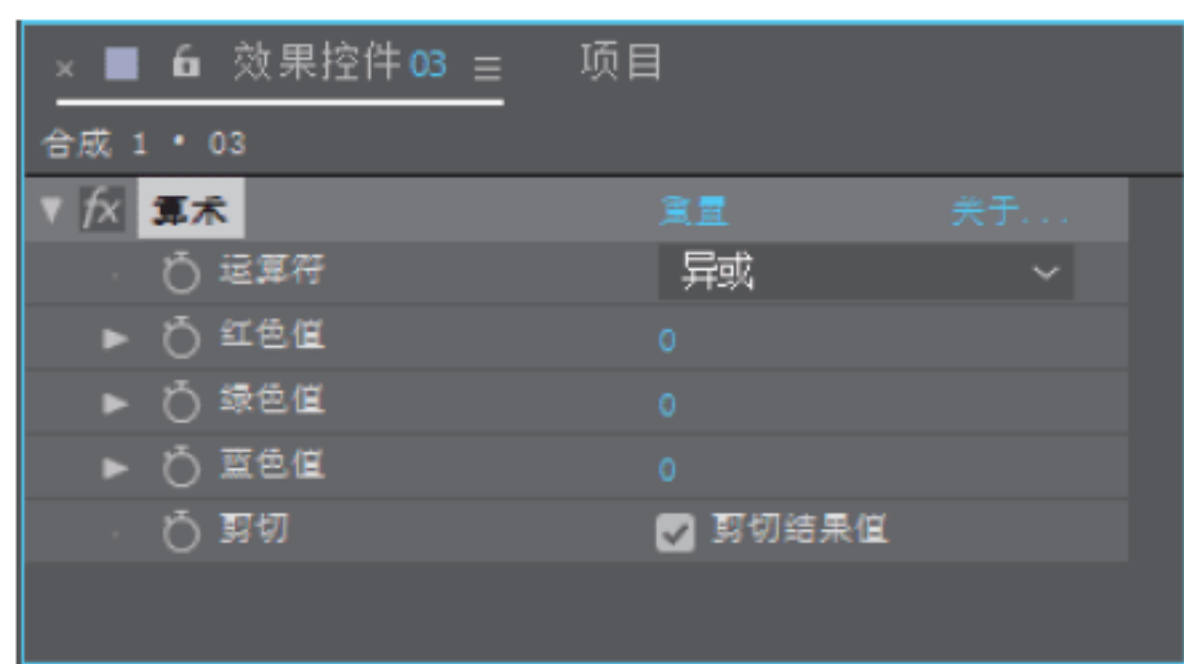 × 效果控件 03 ≡ 项目
合成 1 • 03
fx 算术 重置 关于...
运算符 异或
红色值 0
绿色值 0
蓝色值 0
剪切 剪切结果值